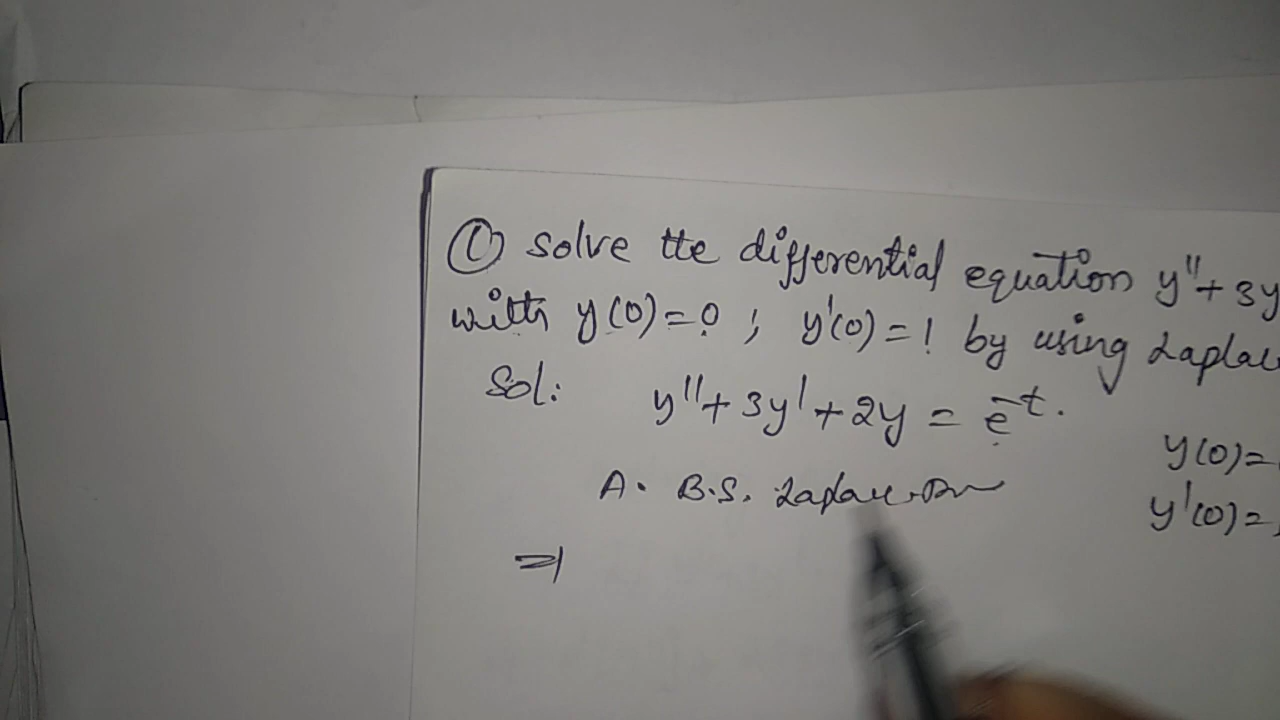 ① solve the differential equation y"+3y
with y(0)=0 ; y'(0)=1 by using Laplac
Sol: y"+3y'+2y = e^-t.
y(0)=
A. B.S. Laplace
y'(0)=
⇒